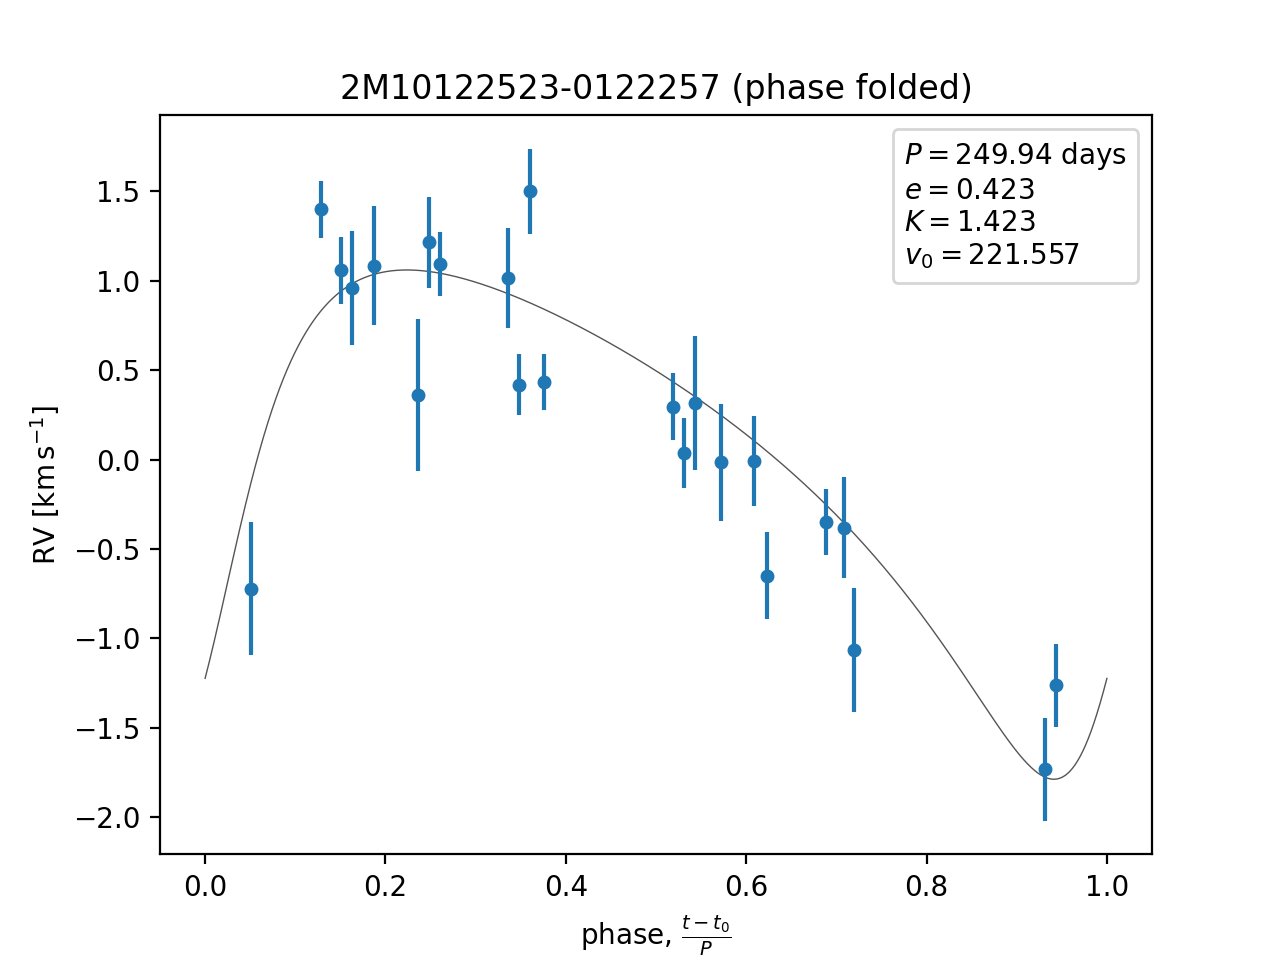 2M10122523-0122257 (phase folded)
P = 249.94 days
e = 0.423
K = 1.423
v₀ = 221.557
RV [km s⁻¹]
1.5
1.0
0.5
0.0
−0.5
−1.0
−1.5
−2.0
0.0 0.2 0.4 0.6 0.8 1.0
phase, (t − t₀)/P